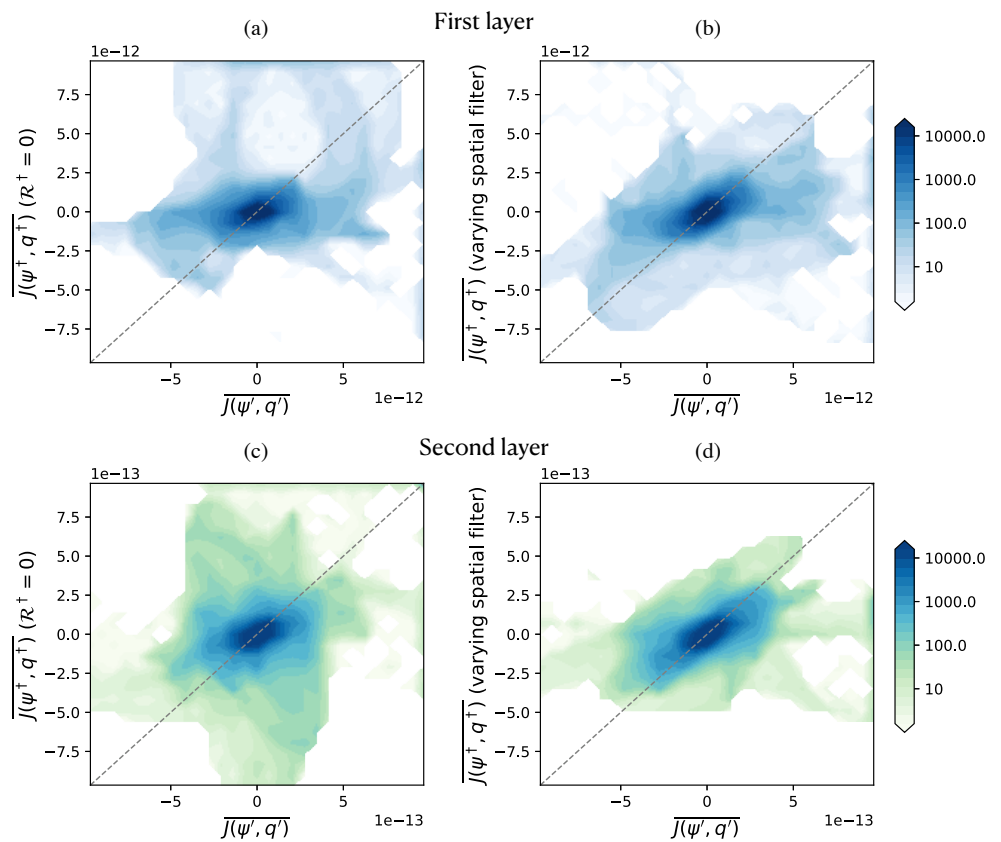 First layer
(a)
(b)
1e−12
1e−12
7.5
5.0
2.5
0.0
−2.5
−5.0
−7.5
J(ψ†, q†) (ℛ† = 0)
−5
0
5
J(ψ′, q′)
1e−12
7.5
5.0
2.5
0.0
−2.5
−5.0
−7.5
J(ψ†, q†) (varying spatial filter)
−5
0
5
J(ψ′, q′)
1e−12
10000.0
1000.0
100.0
10
Second layer
(c)
(d)
1e−13
1e−13
7.5
5.0
2.5
0.0
−2.5
−5.0
−7.5
J(ψ†, q†) (ℛ† = 0)
−5
0
5
J(ψ′, q′)
1e−13
7.5
5.0
2.5
0.0
−2.5
−5.0
−7.5
J(ψ†, q†) (varying spatial filter)
−5
0
5
J(ψ′, q′)
1e−13
10000.0
1000.0
100.0
10